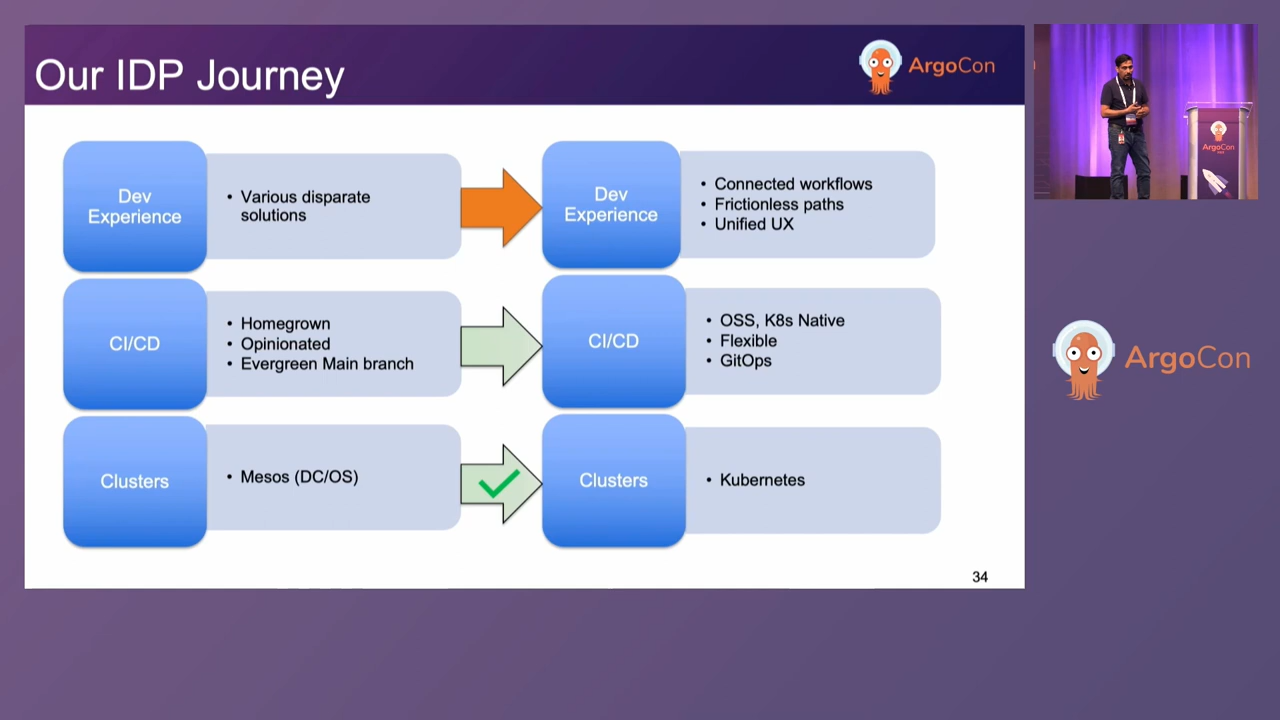 Our IDP Journey
ArgoCon
Dev
Experience
• Various disparate
solutions
Dev
Experience
• Connected workflows
• Frictionless paths
• Unified UX
CI/CD
• Homegrown
• Opinionated
• Evergreen Main branch
CI/CD
• OSS, K8s Native
• Flexible
• GitOps
Clusters
• Mesos (DC/OS)
Clusters
• Kubernetes
34
ArgoCon
ArgoCon